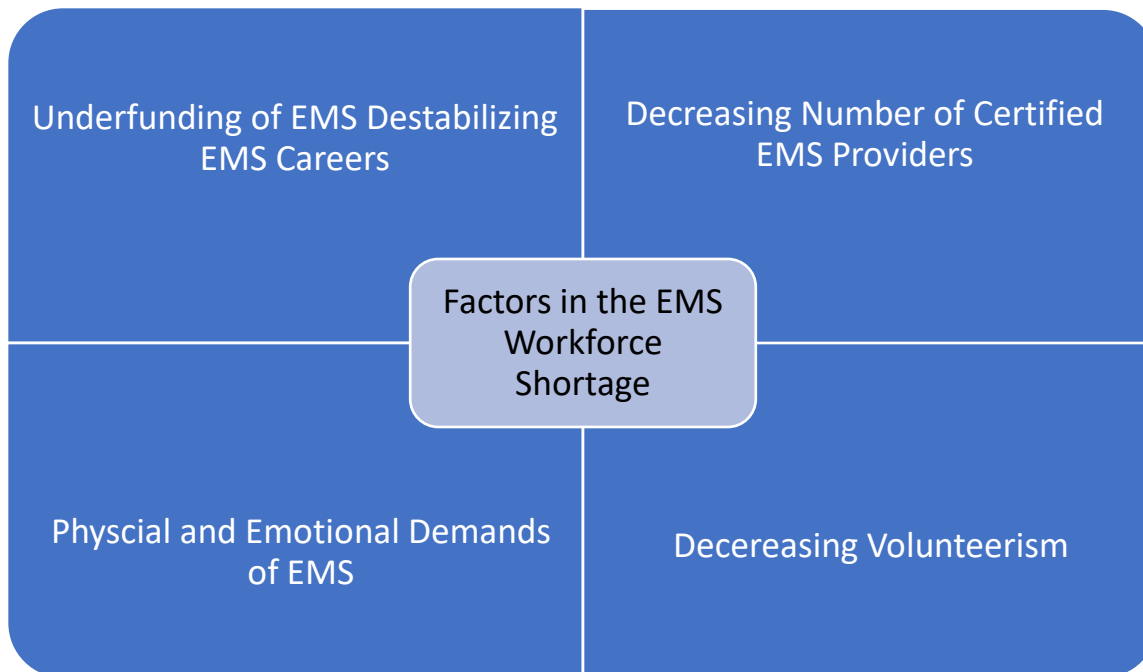 Underfunding of EMS Destabilizing
EMS Careers
Decreasing Number of Certified
EMS Providers
Factors in the EMS
Workforce
Shortage
Physcial and Emotional Demands
of EMS
Decereasing Volunteerism